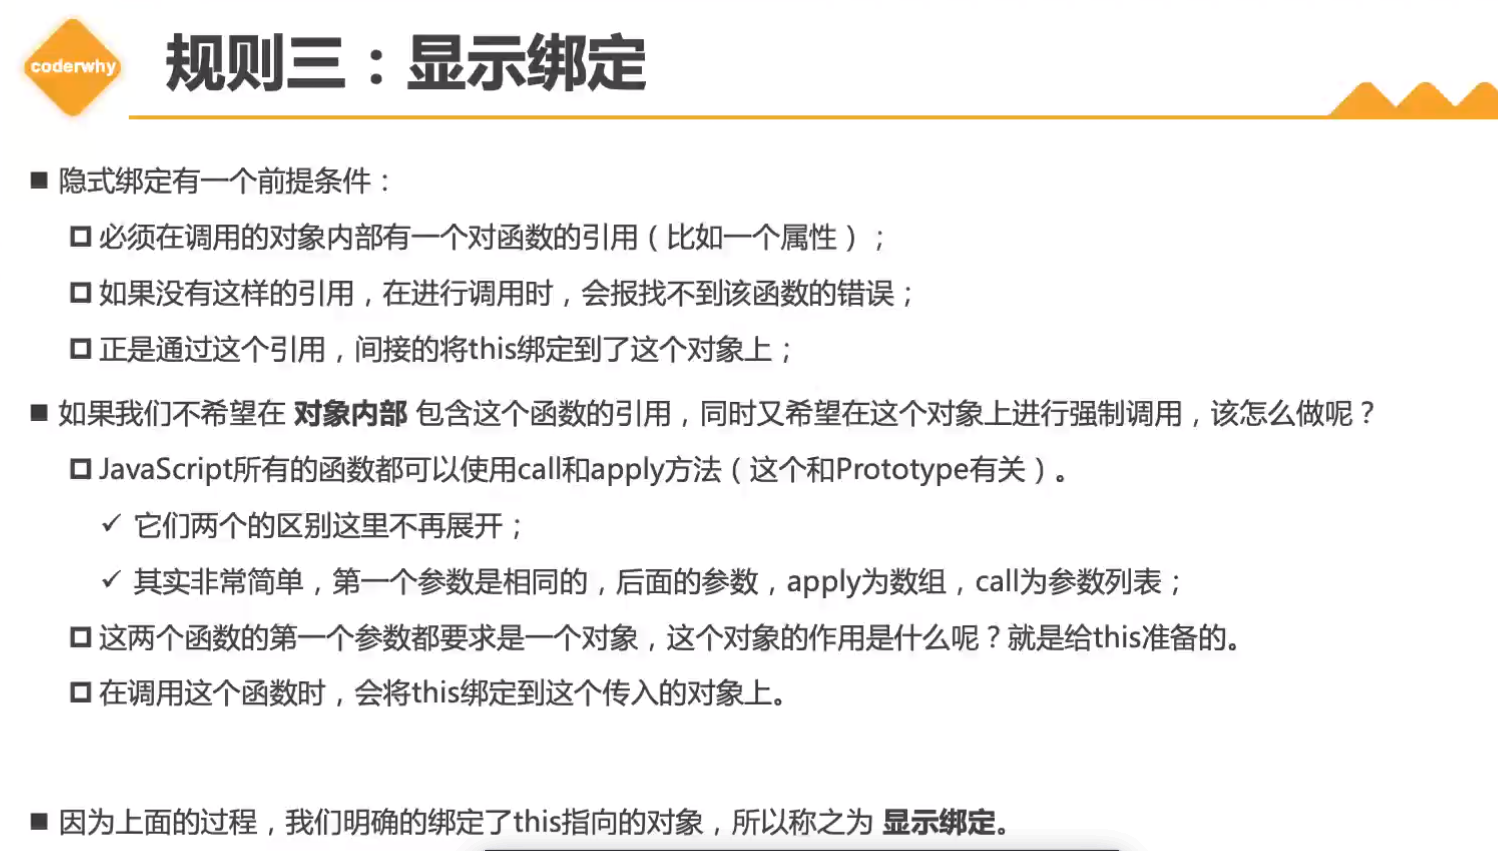 coderwhy
规则三：显示绑定
隐式绑定有一个前提条件：
必须在调用的对象内部有一个对函数的引用（比如一个属性）；
如果没有这样的引用，在进行调用时，会报找不到该函数的错误；
正是通过这个引用，间接的将this绑定到了这个对象上；
如果我们不希望在 对象内部 包含这个函数的引用，同时又希望在这个对象上进行强制调用，该怎么做呢？
JavaScript所有的函数都可以使用call和apply方法（这个和Prototype有关）。
它们两个的区别这里不再展开；
其实非常简单，第一个参数是相同的，后面的参数，apply为数组，call为参数列表；
这两个函数的第一个参数都要求是一个对象，这个对象的作用是什么呢？就是给this准备的。
在调用这个函数时，会将this绑定到这个传入的对象上。
因为上面的过程，我们明确的绑定了this指向的对象，所以称之为 显示绑定。